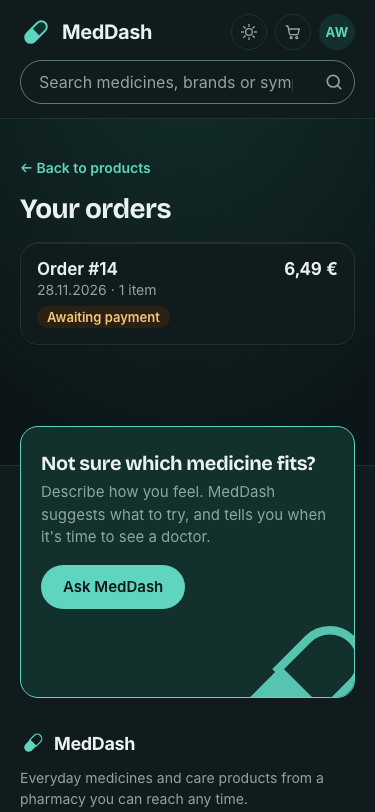 MedDash
AW
Search medicines, brands or sym
← Back to products
Your orders
Order #14
6,49 €
28.11.2026 · 1 item
Awaiting payment
Not sure which medicine fits?
Describe how you feel. MedDash
suggests what to try, and tells you when
it's time to see a doctor.
Ask MedDash
MedDash
Everyday medicines and care products from a
pharmacy you can reach any time.